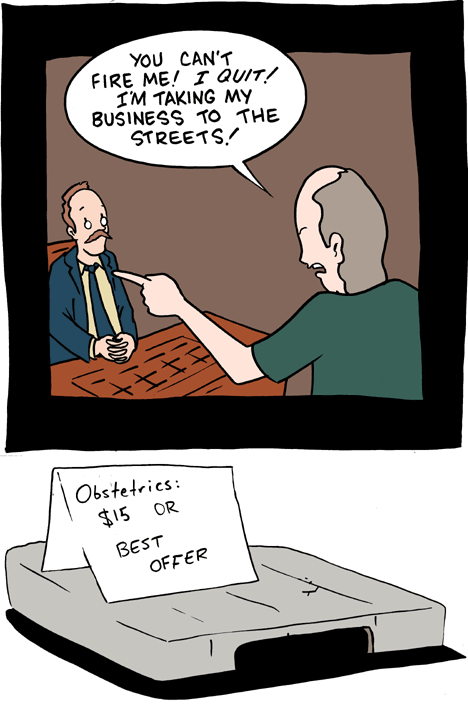 YOU CAN'T
FIRE ME! I QUIT!
I'M TAKING MY
BUSINESS TO THE
STREETS!
Obstetrics:
$15 OR
BEST
OFFER